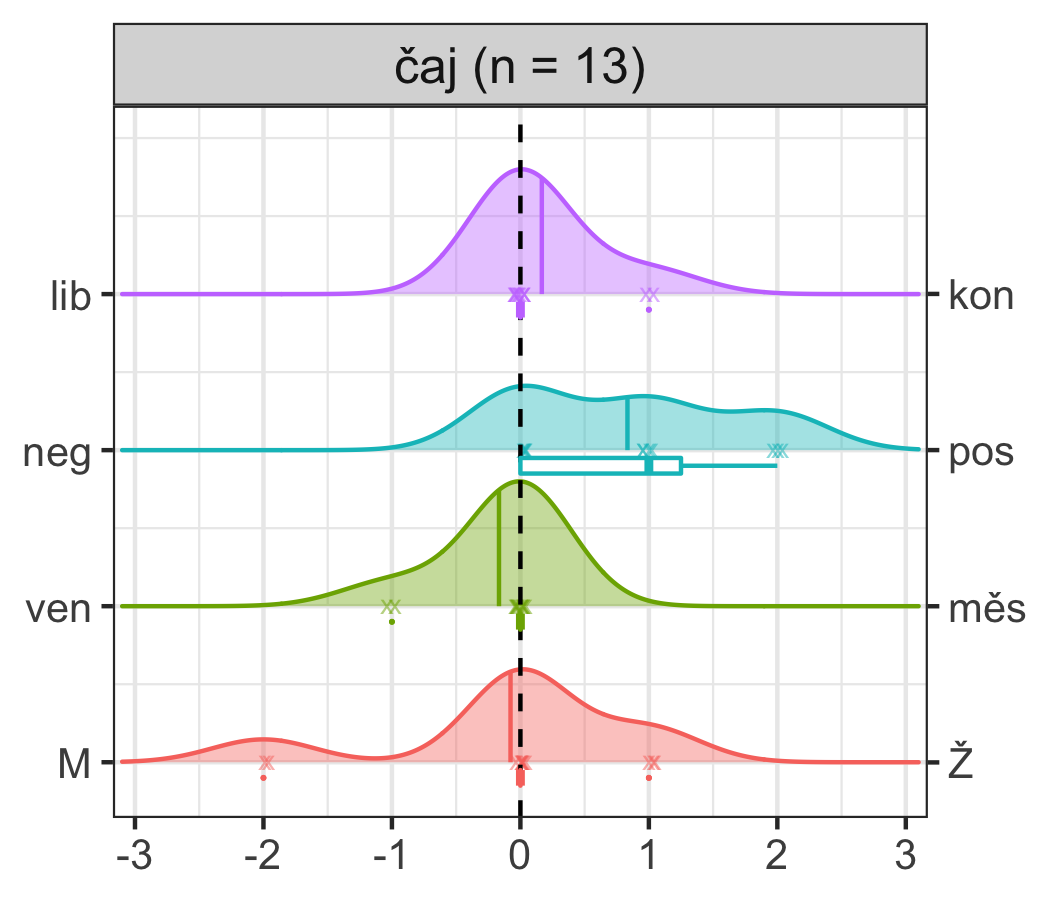 čaj (n = 13)
lib kon
neg pos
ven měs
M Ž
-3 -2 -1 0 1 2 3